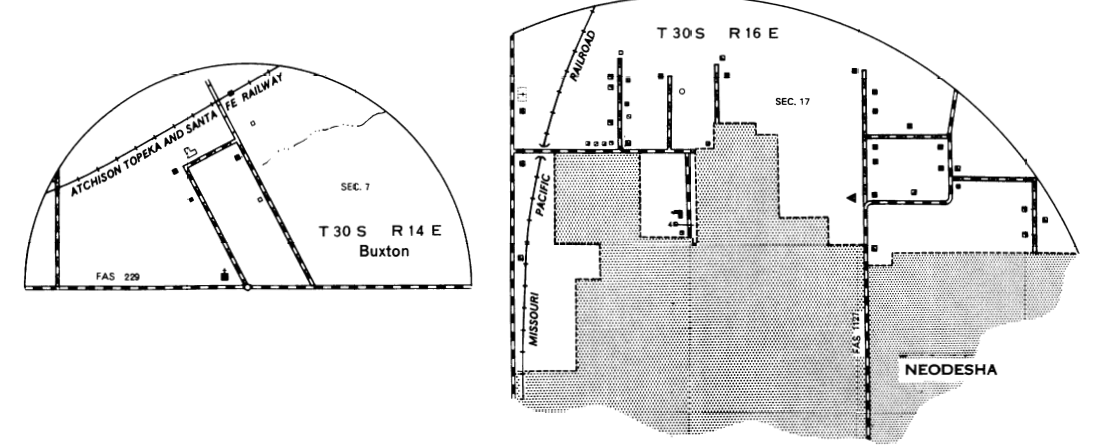 ATCHISON TOPEKA AND SANTA FE RAILWAY
SEC. 7
T 30 S R 14 E
Buxton
FAS 229
T 30 S R 16 E
RAILROAD
SEC. 17
PACIFIC
MISSOURI
FAS 1127
NEODESHA